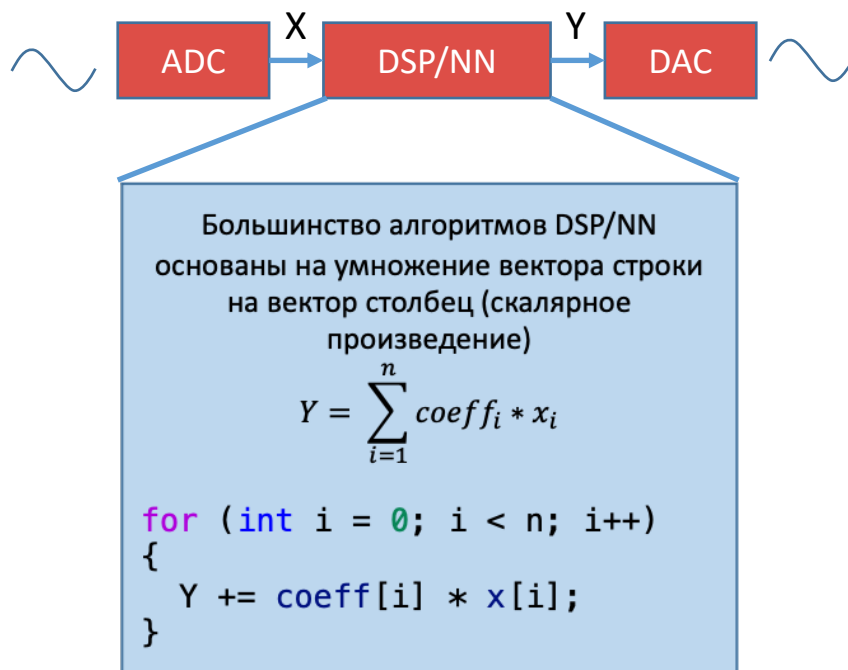 X
Y
ADC
DSP/NN
DAC
Большинство алгоритмов DSP/NN
основаны на умножение вектора строки
на вектор столбец (скалярное
произведение)
n
Y = ∑ coeff_i * x_i
i=1
for (int i = 0; i < n; i++)
{
  Y += coeff[i] * x[i];
}